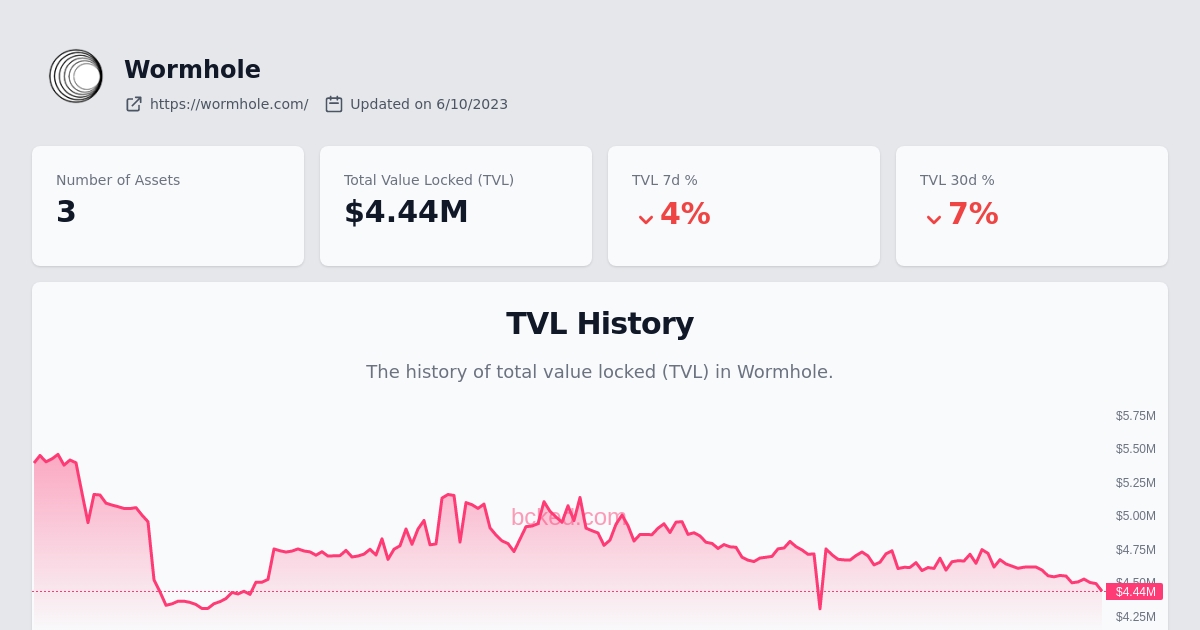 Wormhole
https://wormhole.com/ Updated on 6/10/2023
Number of Assets
3
Total Value Locked (TVL)
$4.44M
TVL 7d %
4%
TVL 30d %
7%
TVL History
The history of total value locked (TVL) in Wormhole.
$5.75M
$5.50M
$5.25M
$5.00M
bcked.com
$4.75M
$4.50M
$4.44M
$4.25M